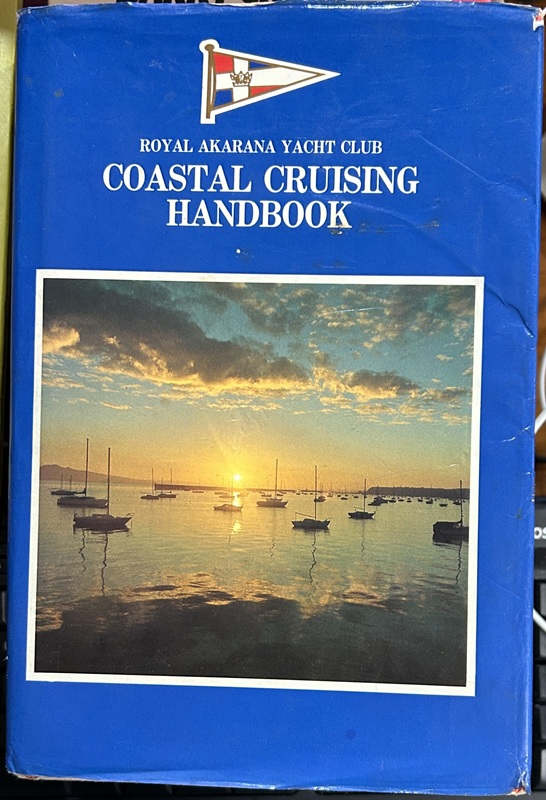 ROYAL AKARANA YACHT CLUB
COASTAL CRUISING
HANDBOOK